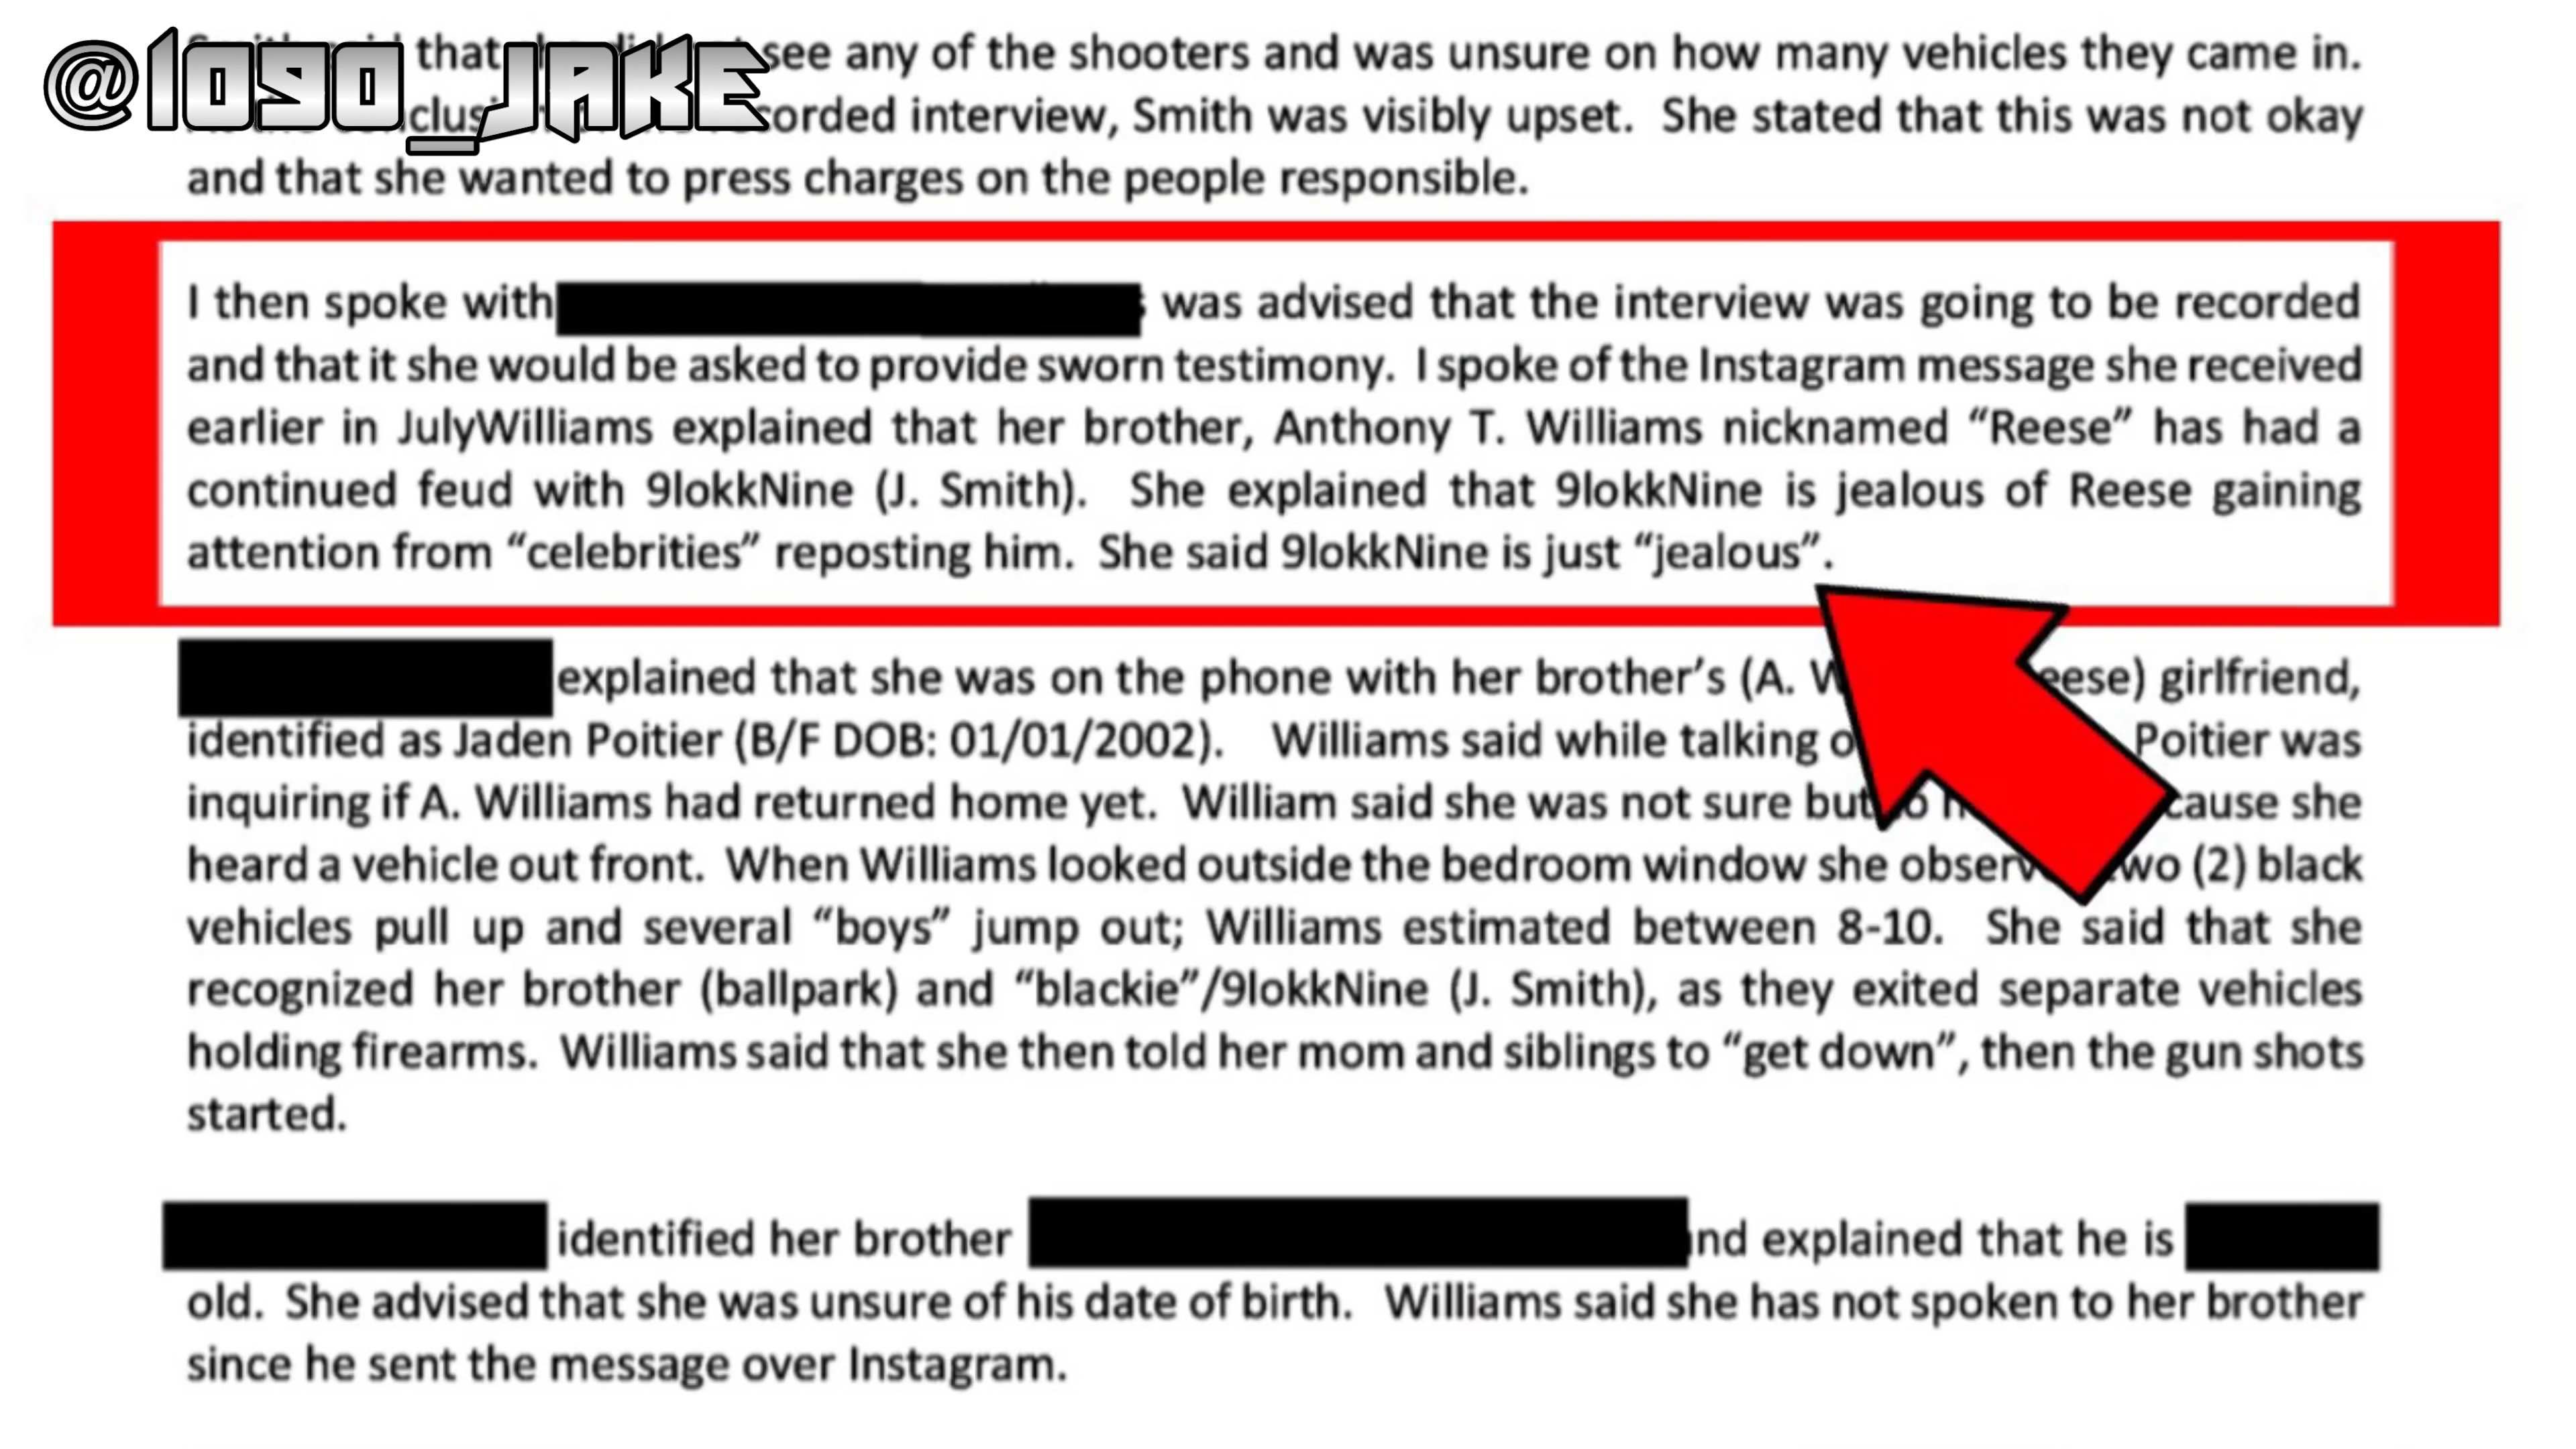 @1090_JAKE
that see any of the shooters and was unsure on how many vehicles they came in.
interview, Smith was visibly upset. She stated that this was not okay
and that she wanted to press charges on the people responsible.
I then spoke with was advised that the interview was going to be recorded
and that it she would be asked to provide sworn testimony. I spoke of the Instagram message she received
earlier in JulyWilliams explained that her brother, Anthony T. Williams nicknamed “Reese” has had a
continued feud with 9lokkNine (J. Smith). She explained that 9lokkNine is jealous of Reese gaining
attention from “celebrities” reposting him. She said 9lokkNine is just “jealous”.
explained that she was on the phone with her brother’s (A. girlfriend,
identified as Jaden Poitier (B/F DOB: 01/01/2002). Williams said while talking Poitier was
inquiring if A. Williams had returned home yet. William said she was not sure but she
heard a vehicle out front. When Williams looked outside the bedroom window she (2) black
vehicles pull up and several “boys” jump out; Williams estimated between 8-10. She said that she
recognized her brother (ballpark) and “blackie”/9lokkNine (J. Smith), as they exited separate vehicles
holding firearms. Williams said that she then told her mom and siblings to “get down”, then the gun shots
started.
identified her brother explained that he is
old. She advised that she was unsure of his date of birth. Williams said she has not spoken to her brother
since he sent the message over Instagram.